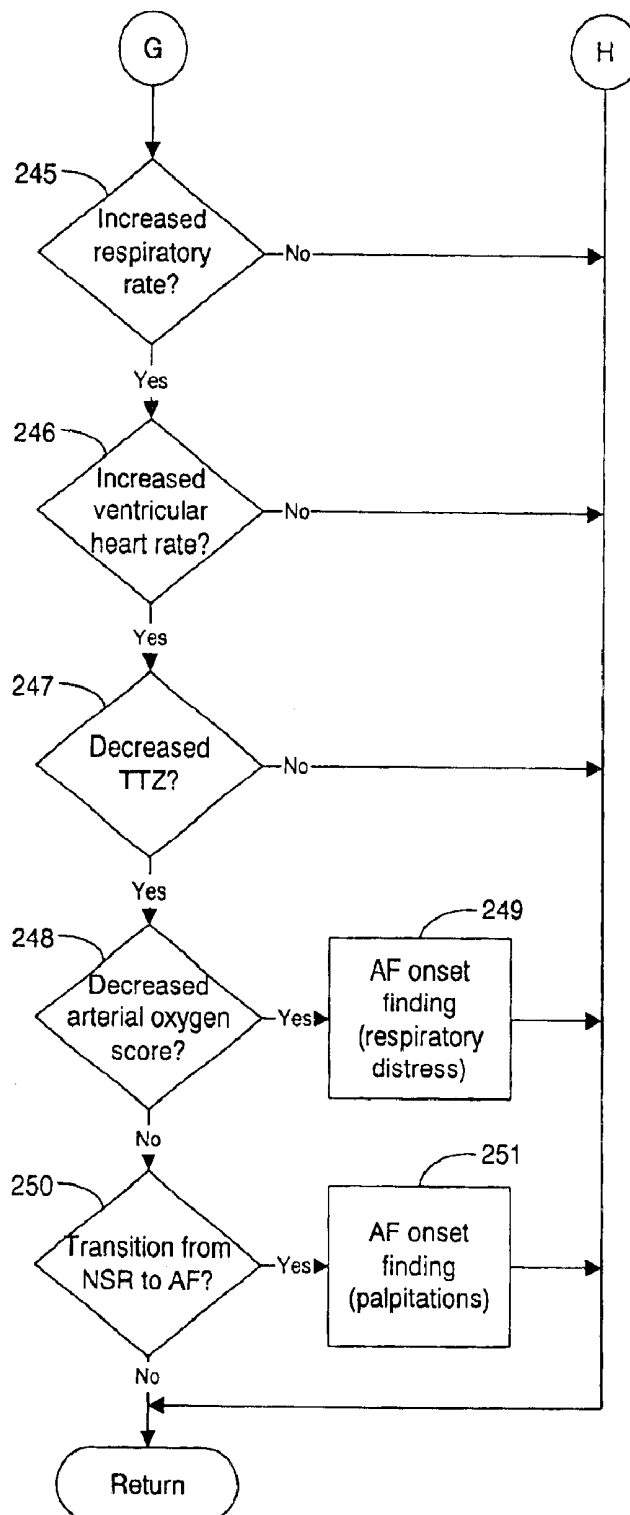 G
H
245
Increased
respiratory
rate?
No
Yes
246
Increased
ventricular
heart rate?
No
Yes
247
Decreased
TTZ?
No
Yes
248
Decreased
arterial oxygen
score?
Yes
249
AF onset
finding
(respiratory
distress)
No
250
Transition from
NSR to AF?
Yes
251
AF onset
finding
(palpitations)
No
Return